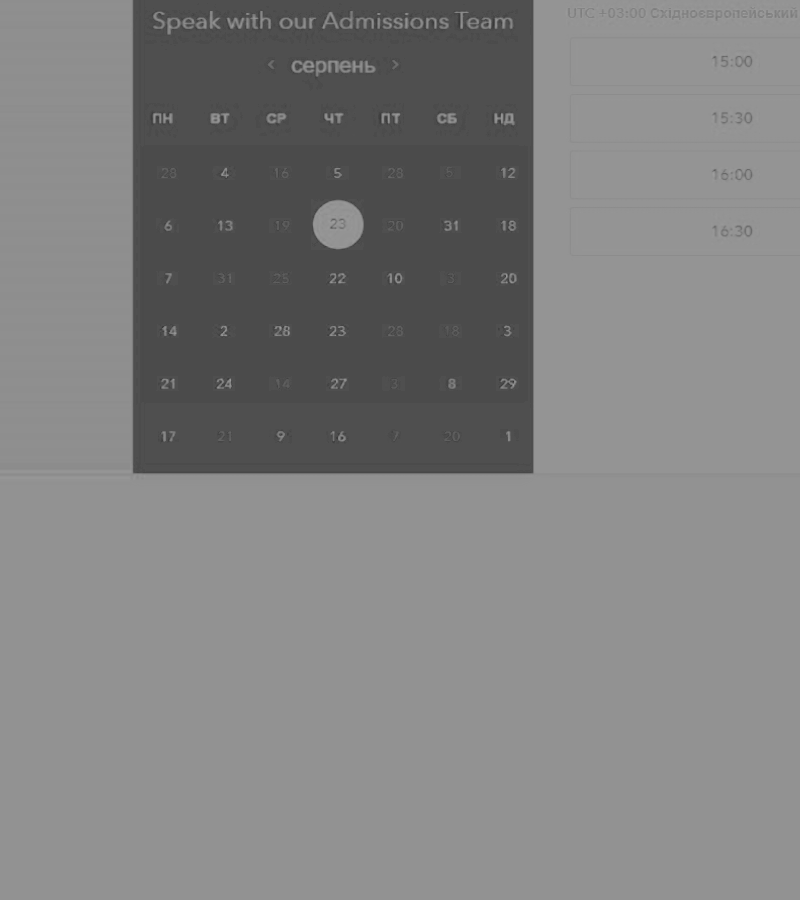 Speak with our Admissions Team
UTC +03:00 Східноєвропейський
< серпень >
ПН ВТ СР ЧТ ПТ СБ НД
28 4 16 5 28 5 12
6 13 19 23 20 31 18
7 31 25 22 10 3 20
14 2 28 23 28 18 3
21 24 14 27 3 8 29
17 21 9 16 7 20 1
15:00
15:30
16:00
16:30